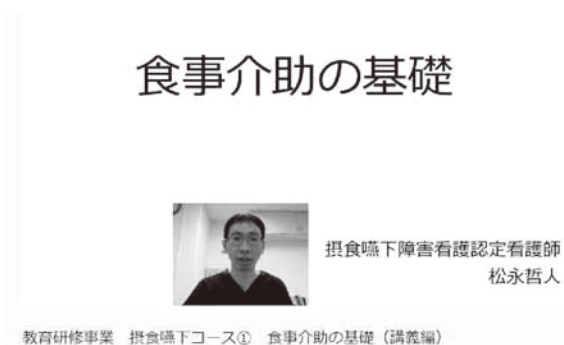 食事介助の基礎
摂食嚥下障害看護認定看護師
松永哲人
教育研修事業　摂食嚥下コース①　食事介助の基礎（講義編）